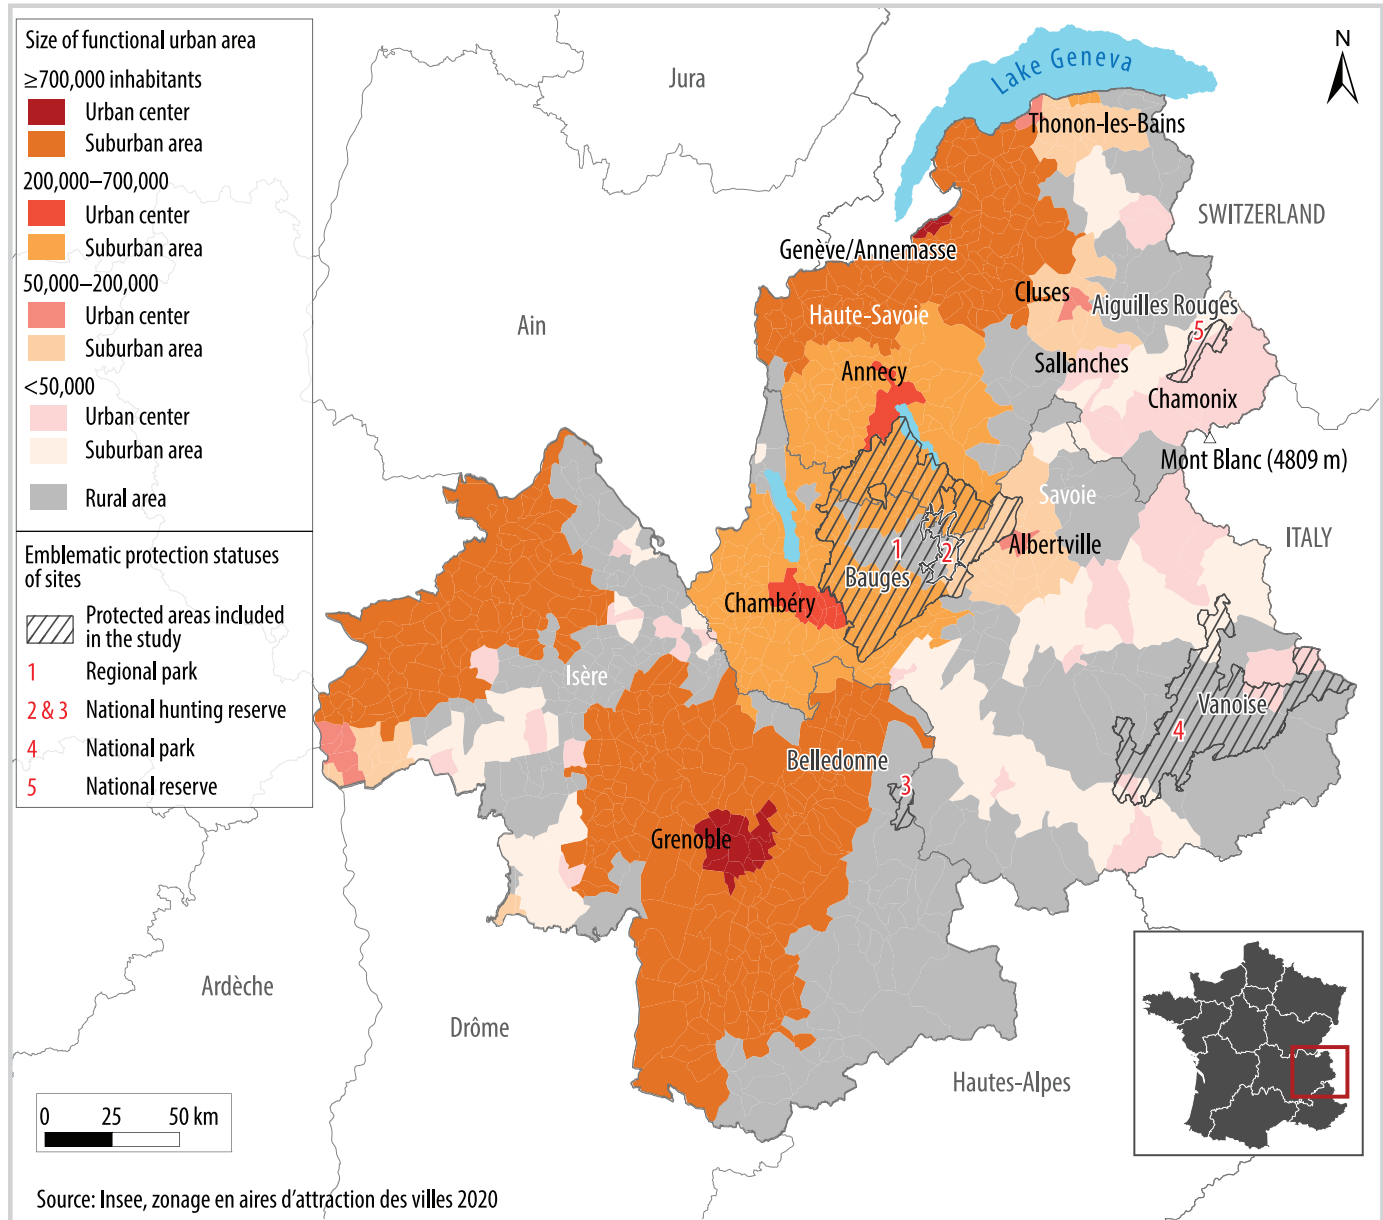 Size of functional urban area
≥700,000 inhabitants
Urban center
Suburban area
200,000–700,000
Urban center
Suburban area
50,000–200,000
Urban center
Suburban area
<50,000
Urban center
Suburban area
Rural area
Emblematic protection statuses
of sites
Protected areas included
in the study
1 Regional park
2 & 3 National hunting reserve
4 National park
5 National reserve
N
Lake Geneva
Jura
Thonon-les-Bains
SWITZERLAND
Genève/Annemasse
Cluses
Aiguilles Rouges
Haute-Savoie
Ain
5
Sallanches
Annecy
Chamonix
Mont Blanc (4809 m)
Savoie
ITALY
Albertville
1
2
Bauges
Chambéry
Isère
Vanoise
4
Belledonne
3
Grenoble
Ardèche
Drôme
Hautes-Alpes
0 25 50 km
Source: Insee, zonage en aires d’attraction des villes 2020